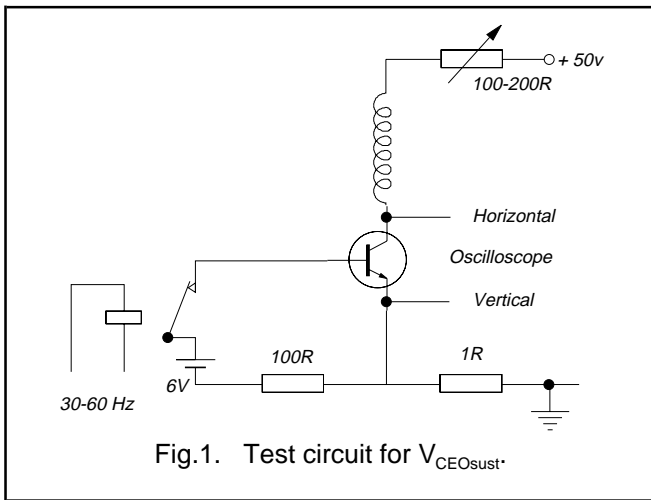 + 50v
100-200R
Horizontal
Oscilloscope
Vertical
100R
1R
6V
30-60 Hz
Fig.1. Test circuit for VCEOsust.